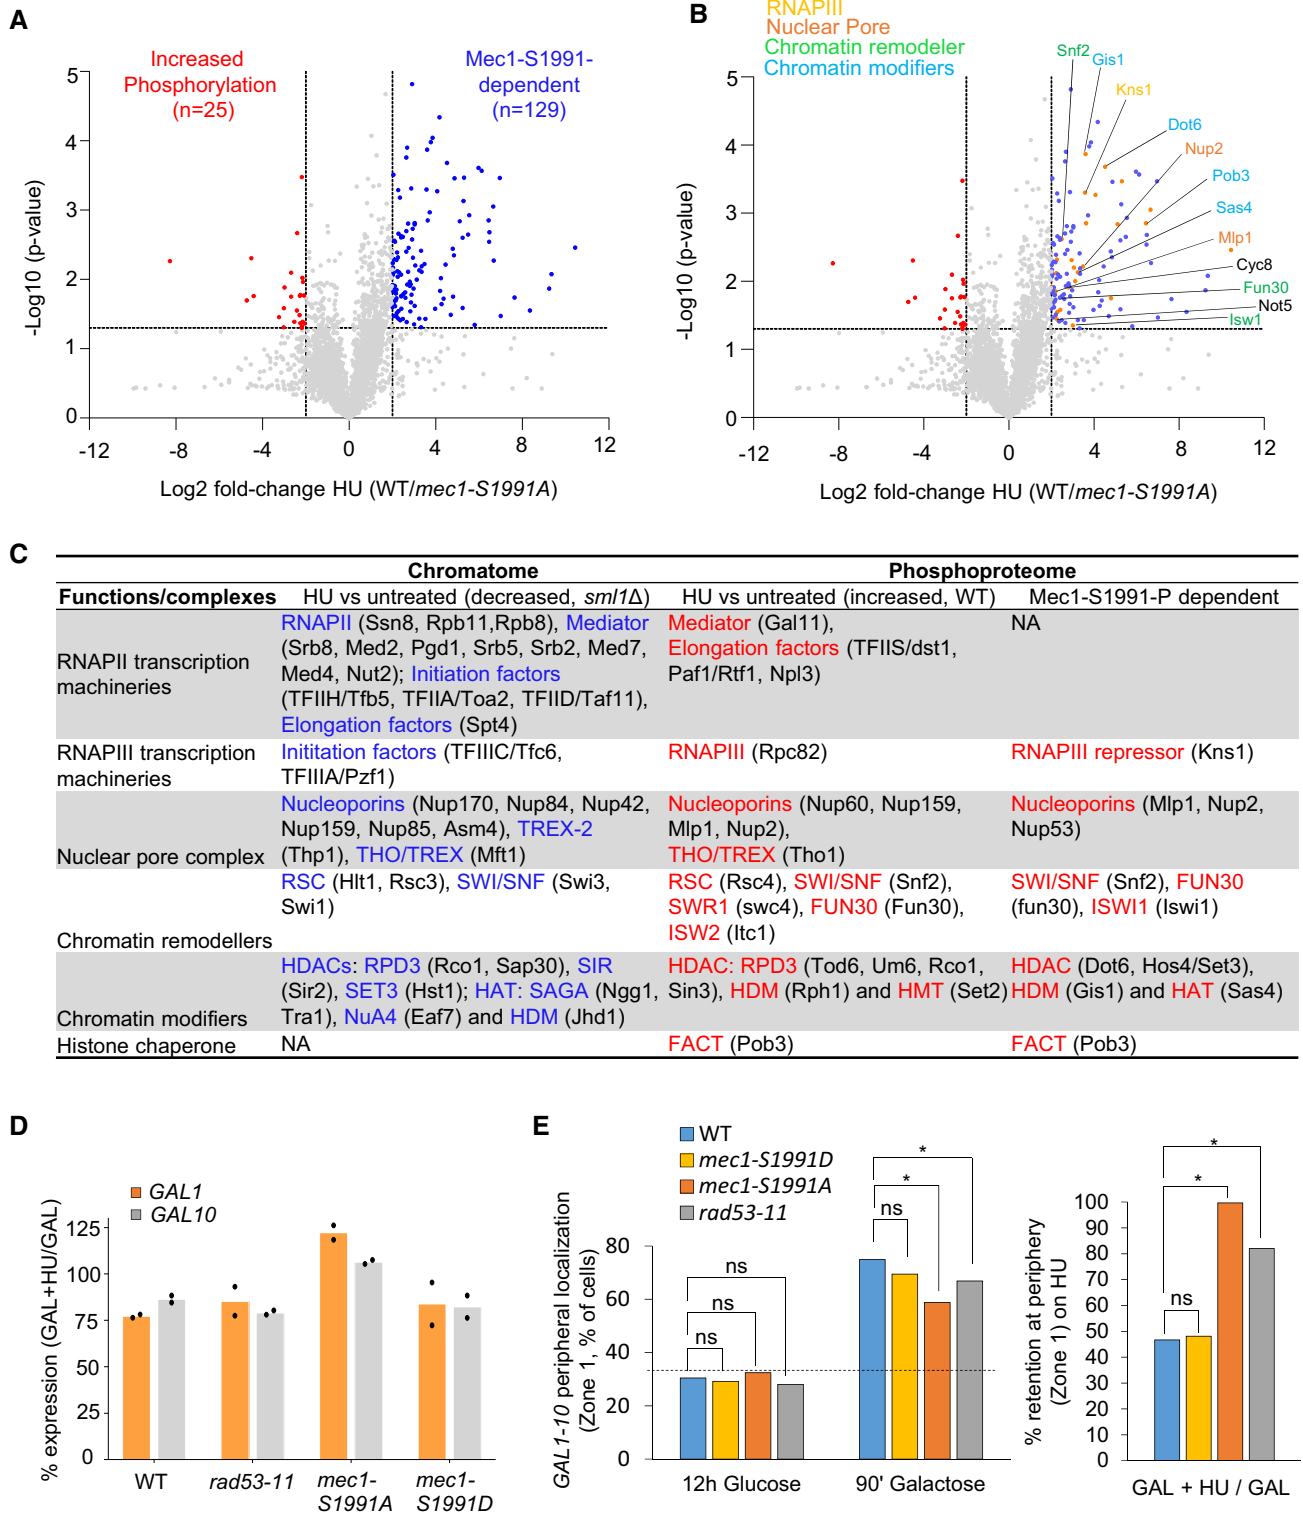 A
Increased
Phosphorylation
(n=25)
Mec1-S1991-
dependent
(n=129)
5
4
3
2
1
0
-Log10 (p-value)
-12
-8
-4
0
4
8
12
Log2 fold-change HU (WT/mec1-S1991A)
B
RNAPIII
Nuclear Pore
Chromatin remodeler
Chromatin modifiers
Snf2
Gis1
Kns1
Dot6
Nup2
Pob3
Sas4
Mlp1
Cyc8
Fun30
Not5
Isw1
5
4
3
2
1
0
-Log10 (p-value)
-12
-8
-4
0
4
8
12
Log2 fold-change HU (WT/mec1-S1991A)
C
Chromatome
Phosphoproteome
Functions/complexes
HU vs untreated (decreased, sml1Δ)
HU vs untreated (increased, WT)
Mec1-S1991-P dependent
RNAPII transcription
machineries
RNAPII (Ssn8, Rpb11,Rpb8), Mediator
(Srb8, Med2, Pgd1, Srb5, Srb2, Med7,
Med4, Nut2); Initiation factors
(TFIIH/Tfb5, TFIIA/Toa2, TFIID/Taf11),
Elongation factors (Spt4)
Mediator (Gal11),
Elongation factors (TFIIS/dst1,
Paf1/Rtf1, Npl3)
NA
RNAPIII transcription
machineries
Inititation factors (TFIIIC/Tfc6,
TFIIIA/Pzf1)
RNAPIII (Rpc82)
RNAPIII repressor (Kns1)
Nuclear pore complex
Nucleoporins (Nup170, Nup84, Nup42,
Nup159, Nup85, Asm4), TREX-2
(Thp1), THO/TREX (Mft1)
Nucleoporins (Nup60, Nup159,
Mlp1, Nup2),
THO/TREX (Tho1)
Nucleoporins (Mlp1, Nup2,
Nup53)
Chromatin remodellers
RSC (Hlt1, Rsc3), SWI/SNF (Swi3,
Swi1)
RSC (Rsc4), SWI/SNF (Snf2),
SWR1 (swc4), FUN30 (Fun30),
ISW2 (Itc1)
SWI/SNF (Snf2), FUN30
(fun30), ISWI1 (Iswi1)
Chromatin modifiers
HDACs: RPD3 (Rco1, Sap30), SIR
(Sir2), SET3 (Hst1); HAT: SAGA (Ngg1,
Tra1), NuA4 (Eaf7) and HDM (Jhd1)
HDAC: RPD3 (Tod6, Um6, Rco1,
Sin3), HDM (Rph1) and HMT (Set2)
HDAC (Dot6, Hos4/Set3),
HDM (Gis1) and HAT (Sas4)
Histone chaperone
NA
FACT (Pob3)
FACT (Pob3)
D
GAL1
GAL10
% expression (GAL+HU/GAL)
125
100
75
50
25
0
WT
rad53-11
mec1-
S1991A
mec1-
S1991D
E
WT
mec1-S1991D
mec1-S1991A
rad53-11
GAL1-10 peripheral localization
(Zone 1, % of cells)
80
60
40
20
0
ns
ns
ns
ns
*
*
12h Glucose
90' Galactose
% retention at periphery
(Zone 1) on HU
100
90
80
70
60
50
40
30
20
10
0
ns
*
*
GAL + HU / GAL